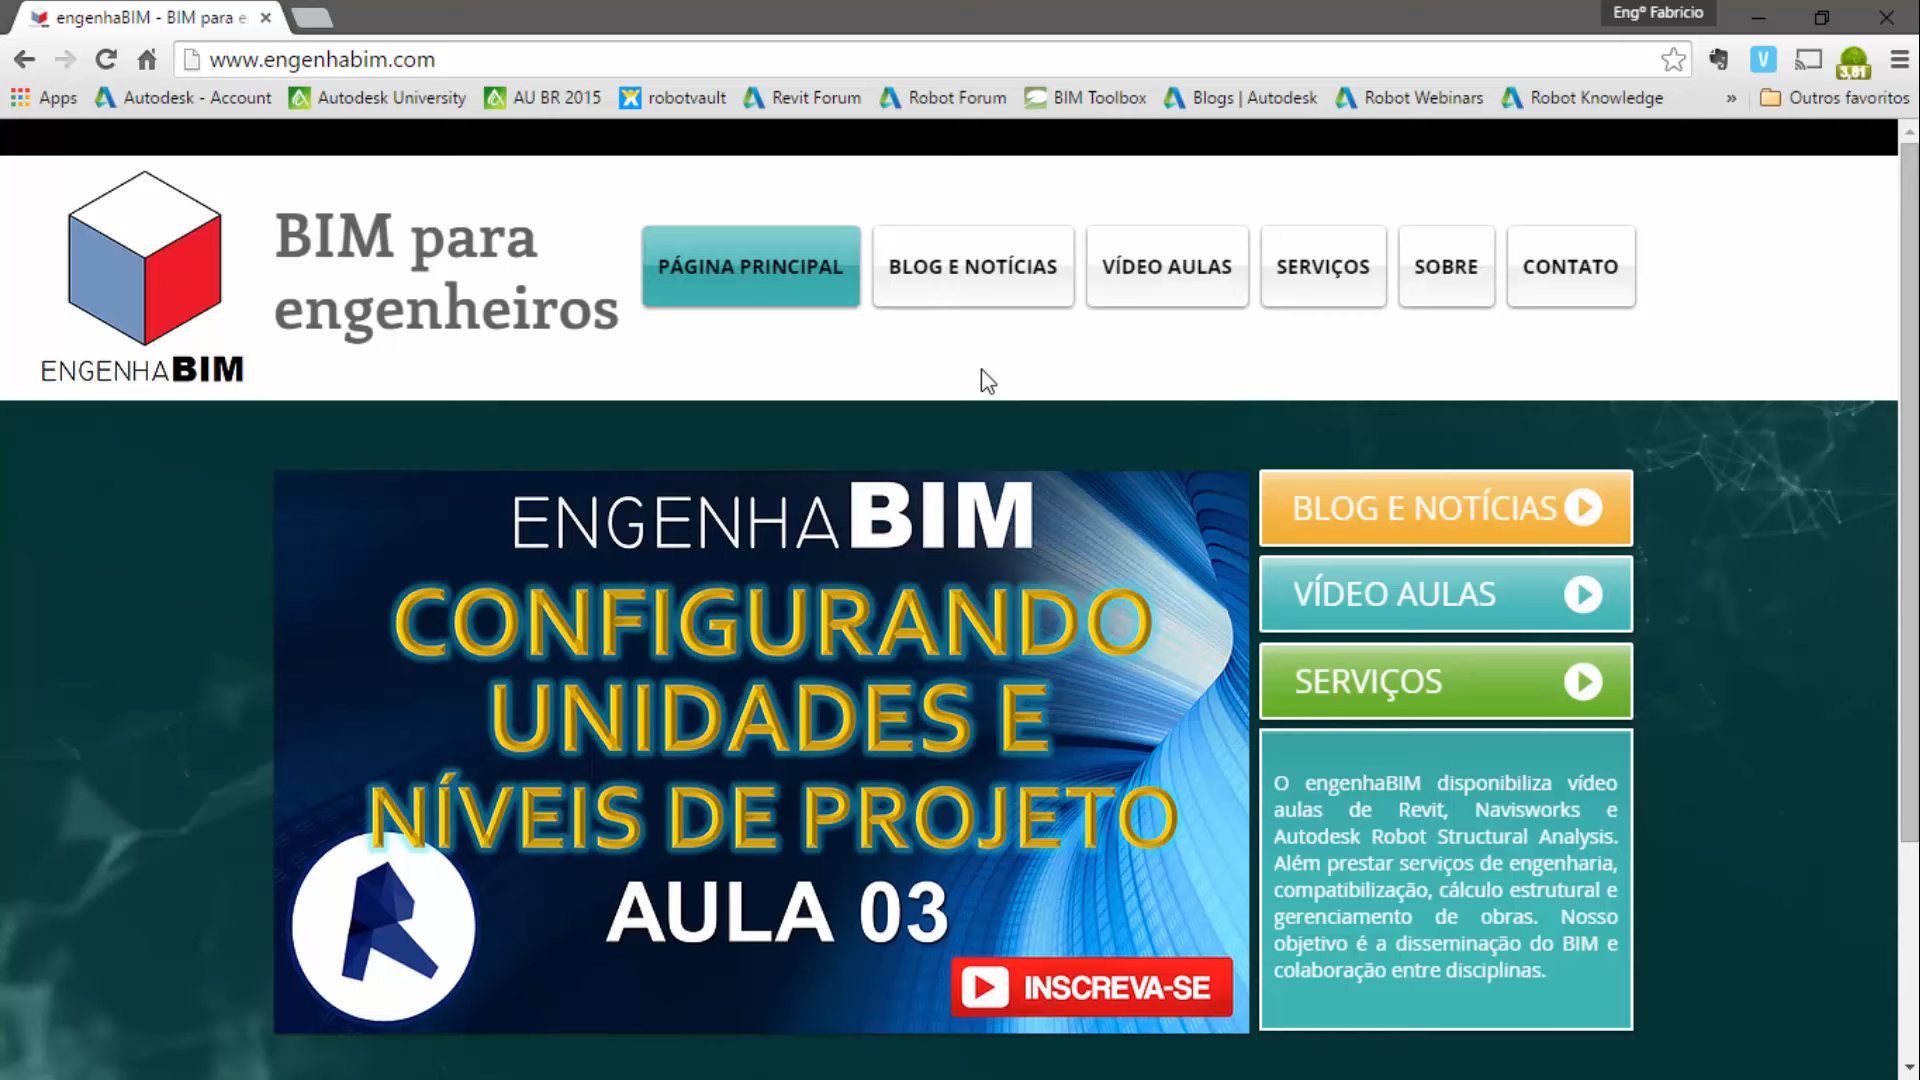 engenhaBIM - BIM para e
Engº Fabricio
www.engenhabim.com
V
3,81
Apps
Autodesk - Account
Autodesk University
AU BR 2015
robotvault
Revit Forum
Robot Forum
BIM Toolbox
Blogs | Autodesk
Robot Webinars
Robot Knowledge
»
Outros favoritos
ENGENHABIM
BIM para
engenheiros
PÁGINA PRINCIPAL
BLOG E NOTÍCIAS
VÍDEO AULAS
SERVIÇOS
SOBRE
CONTATO
ENGENHABIM
CONFIGURANDO
UNIDADES E
NÍVEIS DE PROJETO
AULA 03
R
INSCREVA-SE
BLOG E NOTÍCIAS
VÍDEO AULAS
SERVIÇOS
O engenhaBIM disponibiliza vídeo
aulas de Revit, Navisworks e
Autodesk Robot Structural Analysis.
Além prestar serviços de engenharia,
compatibilização, cálculo estrutural e
gerenciamento de obras. Nosso
objetivo é a disseminação do BIM e
colaboração entre disciplinas.